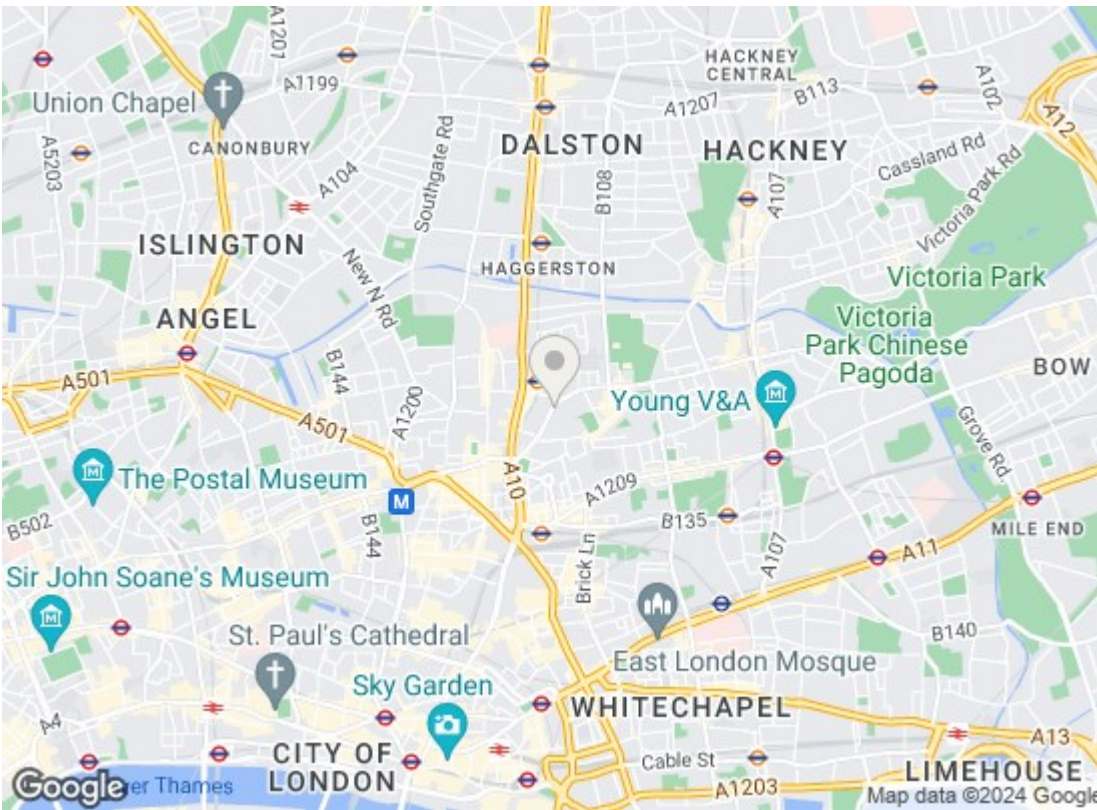 A1201
HACKNEY
CENTRAL
A1199
Union Chapel
A1207
B113
A102
A12
DALSTON
HACKNEY
CANONBURY
A5203
A104
Southgate Rd
B108
A107
Cassland Rd
Victoria Park Rd
ISLINGTON
HAGGERSTON
New N Rd
Victoria Park
ANGEL
Victoria
Park Chinese
Pagoda
BOW
A501
B144
A1200
Young V&A
A501
Grove Rd
The Postal Museum
M
A10
A1209
B502
B144
B135
MILE END
Brick Ln
A107
A11
Sir John Soane's Museum
St. Paul's Cathedral
B140
East London Mosque
Sky Garden
WHITECHAPEL
A4
CITY OF
LONDON
Cable St
A13
A1203
LIMEHOUSE
Google
Thames
Map data ©2024 Google